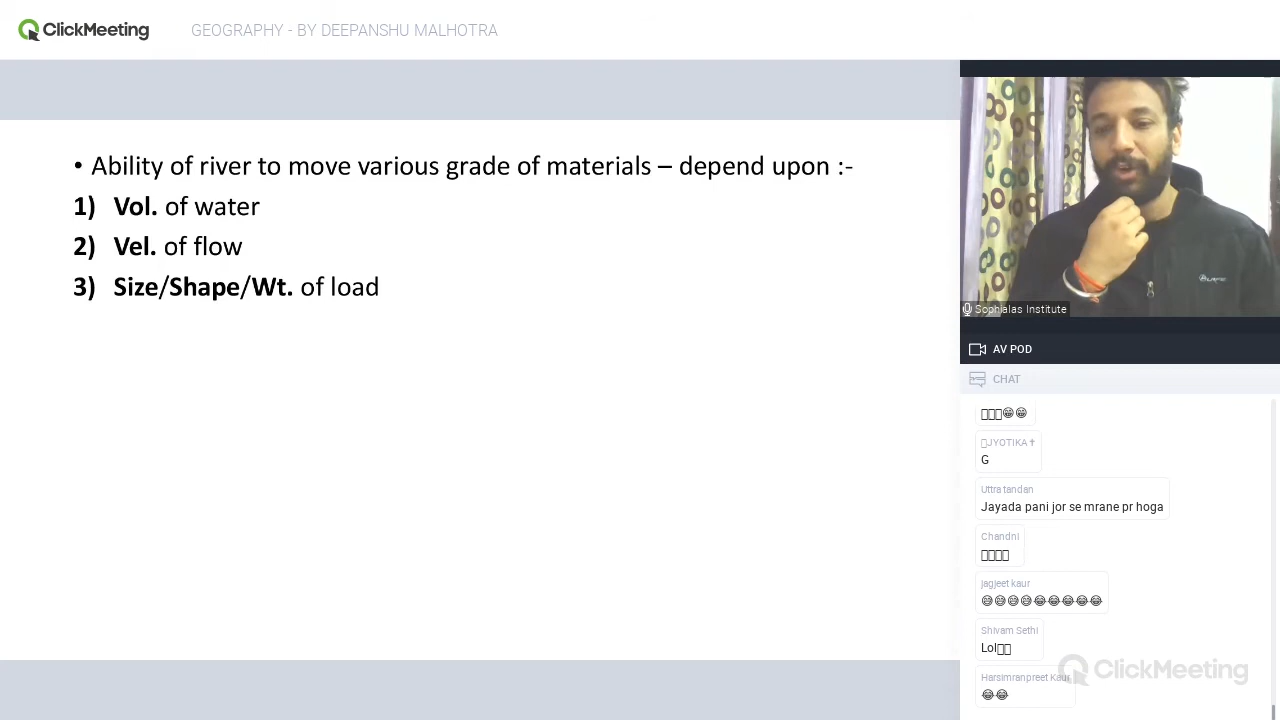 ClickMeeting
GEOGRAPHY - BY DEEPANSHU MALHOTRA
• Ability of river to move various grade of materials – depend upon :-
1) Vol. of water
2) Vel. of flow
3) Size/Shape/Wt. of load
Sophialas Institute
AV POD
CHAT
😁😁
JYOTIKA✝
G
Uttra tandan
Jayada pani jor se mrane pr hoga
Chandni
jagjeet kaur
😅😅😅😅😂😂😂😂😂
Shivam Sethi
Lol
Harsimranpreet Kaur
😂😂
ClickMeeting